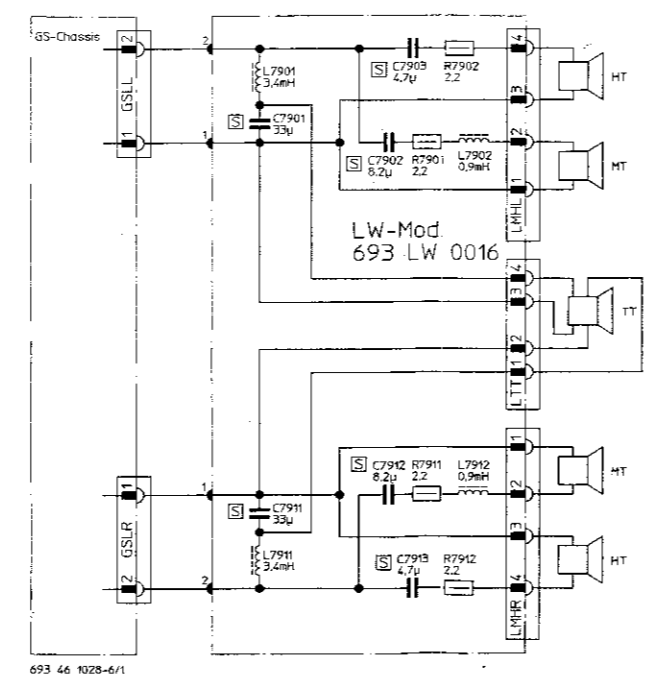 GS-Chassis
2
GSLL
1
2
1
L7901
3,4mH
S
C7901
33µ
S
C7903
4,7µ
R7902
2,2
S
C7902
8,2µ
R7901
2,2
L7902
0,9mH
4
3
2
1
LMHL
HT
MT
LW-Mod.
693 LW 0016
4
3
2
1
LTT
TT
1
GSLR
2
1
2
S
C7911
33µ
L7911
3,4mH
S
C7912
8,2µ
R7911
2,2
L7912
0,9mH
S
C7913
4,7µ
R7912
2,2
1
2
3
4
LMHR
MT
HT
693 46 1028-6/1